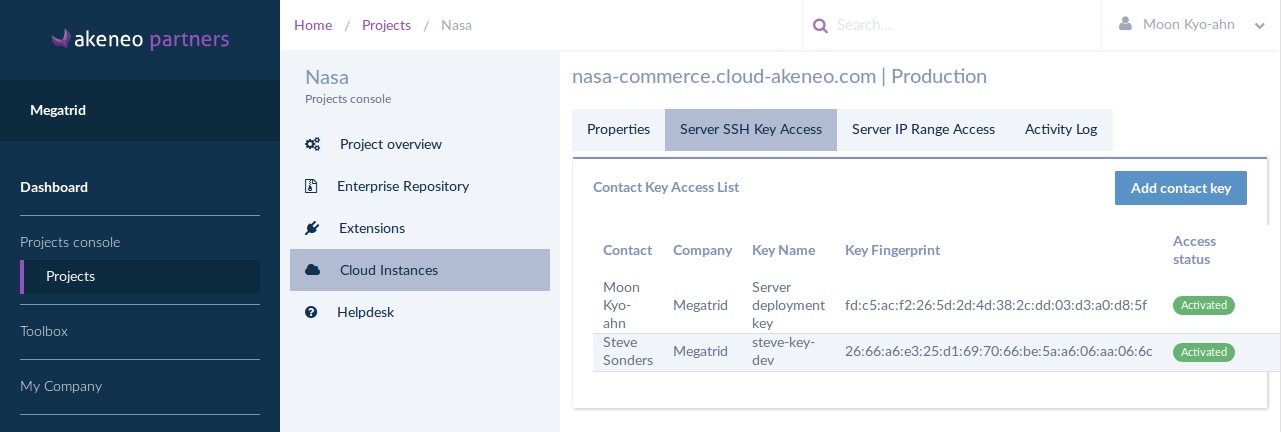 akeneo partners
Megatrid
Dashboard
Projects console
Projects
Toolbox
My Company
Home / Projects / Nasa
Search...
Moon Kyo-ahn
Nasa
Projects console
Project overview
Enterprise Repository
Extensions
Cloud Instances
Helpdesk
nasa-commerce.cloud-akeneo.com | Production
Properties Server SSH Key Access Server IP Range Access Activity Log
Contact Key Access List
Add contact key
Contact Company Key Name Key Fingerprint Access
status
Moon
Kyo-
ahn
Megatrid
Server
deployment
key
fd:c5:ac:f2:26:5d:2d:4d:38:2c:dd:03:d3:a0:d8:5f
Activated
Steve
Sonders
Megatrid
steve-key-
dev
26:66:a6:e3:25:d1:69:70:66:be:5a:a6:06:aa:06:6c
Activated